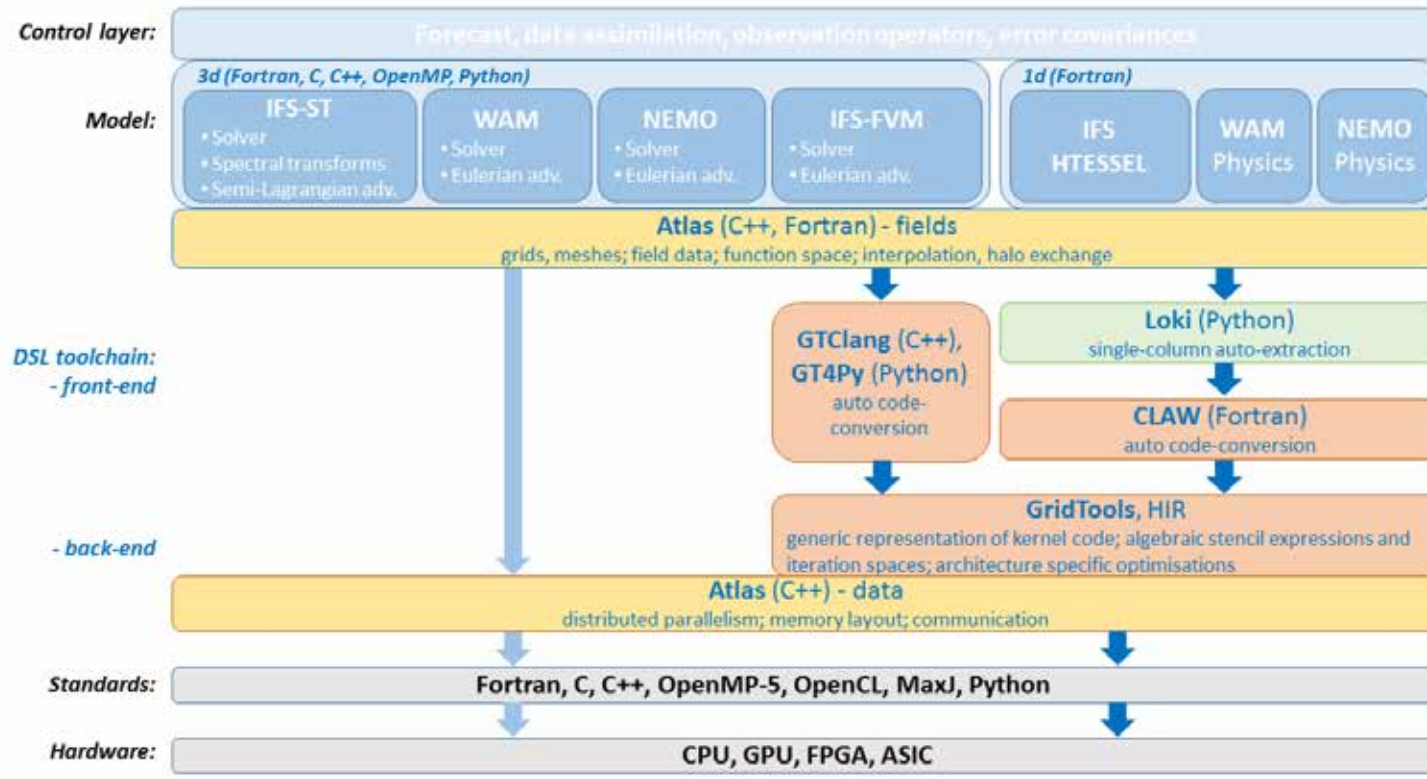 Control layer:
Forecast, data assimilation, observation operators, error covariances
3d (Fortran, C, C++, OpenMP, Python)
1d (Fortran)
Model:
IFS-ST
• Solver
• Spectral transforms
• Semi-Lagrangian adv.
WAM
• Solver
• Eulerian adv.
NEMO
• Solver
• Eulerian adv.
IFS-FVM
• Solver
• Eulerian adv.
IFS
HTESSEL
WAM
Physics
NEMO
Physics
Atlas (C++, Fortran) - fields
grids, meshes; field data; function space; interpolation, halo exchange
DSL toolchain:
- front-end
GTClang (C++),
GT4Py (Python)
auto code-
conversion
Loki (Python)
single-column auto-extraction
CLAW (Fortran)
auto code-conversion
- back-end
GridTools, HIR
generic representation of kernel code; algebraic stencil expressions and
iteration spaces; architecture specific optimisations
Atlas (C++) - data
distributed parallelism; memory layout; communication
Standards:
Fortran, C, C++, OpenMP-5, OpenCL, MaxJ, Python
Hardware:
CPU, GPU, FPGA, ASIC